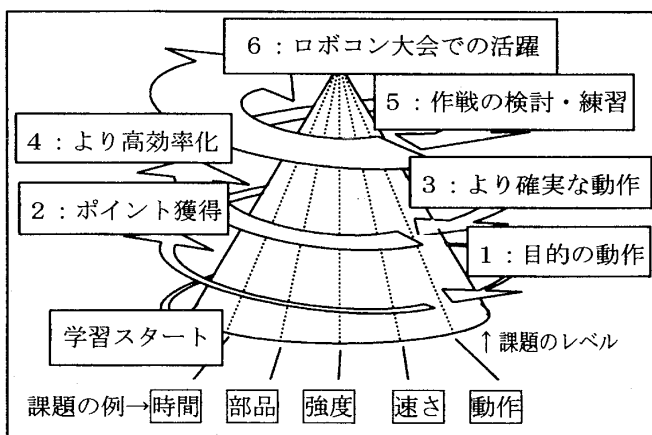 6：ロボコン大会での活躍
5：作戦の検討・練習
4：より高効率化
3：より確実な動作
2：ポイント獲得
1：目的の動作
学習スタート
↑課題のレベル
課題の例→時間 部品 強度 速さ 動作